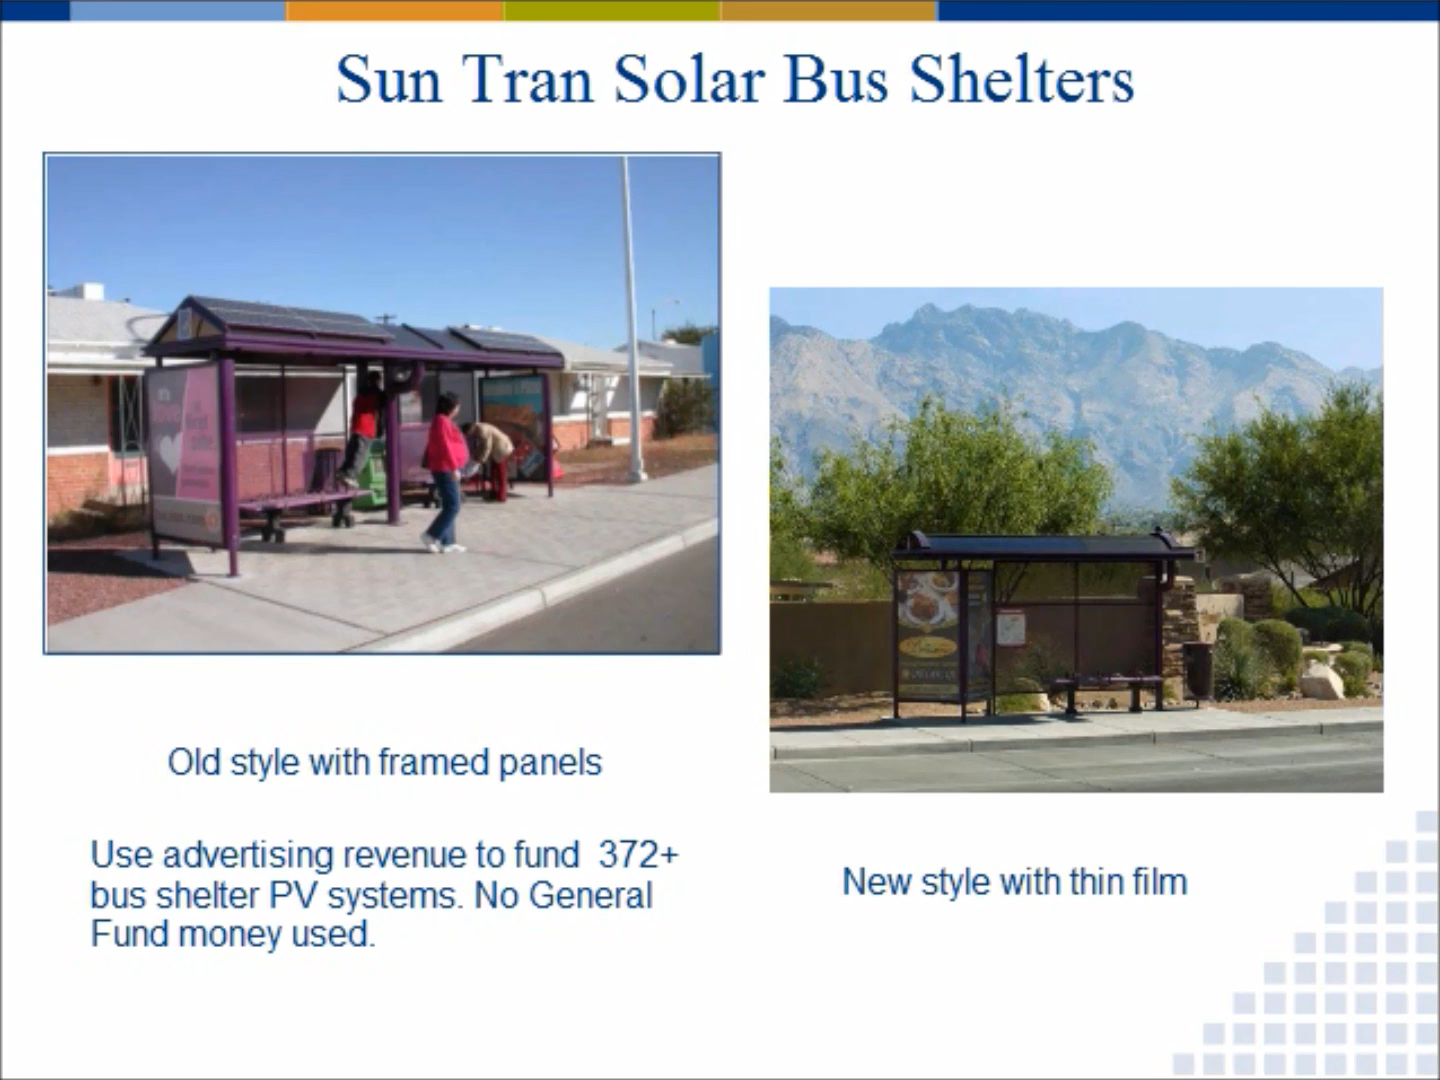 Sun Tran Solar Bus Shelters
Old style with framed panels
Use advertising revenue to fund 372+
bus shelter PV systems. No General
Fund money used.
New style with thin film